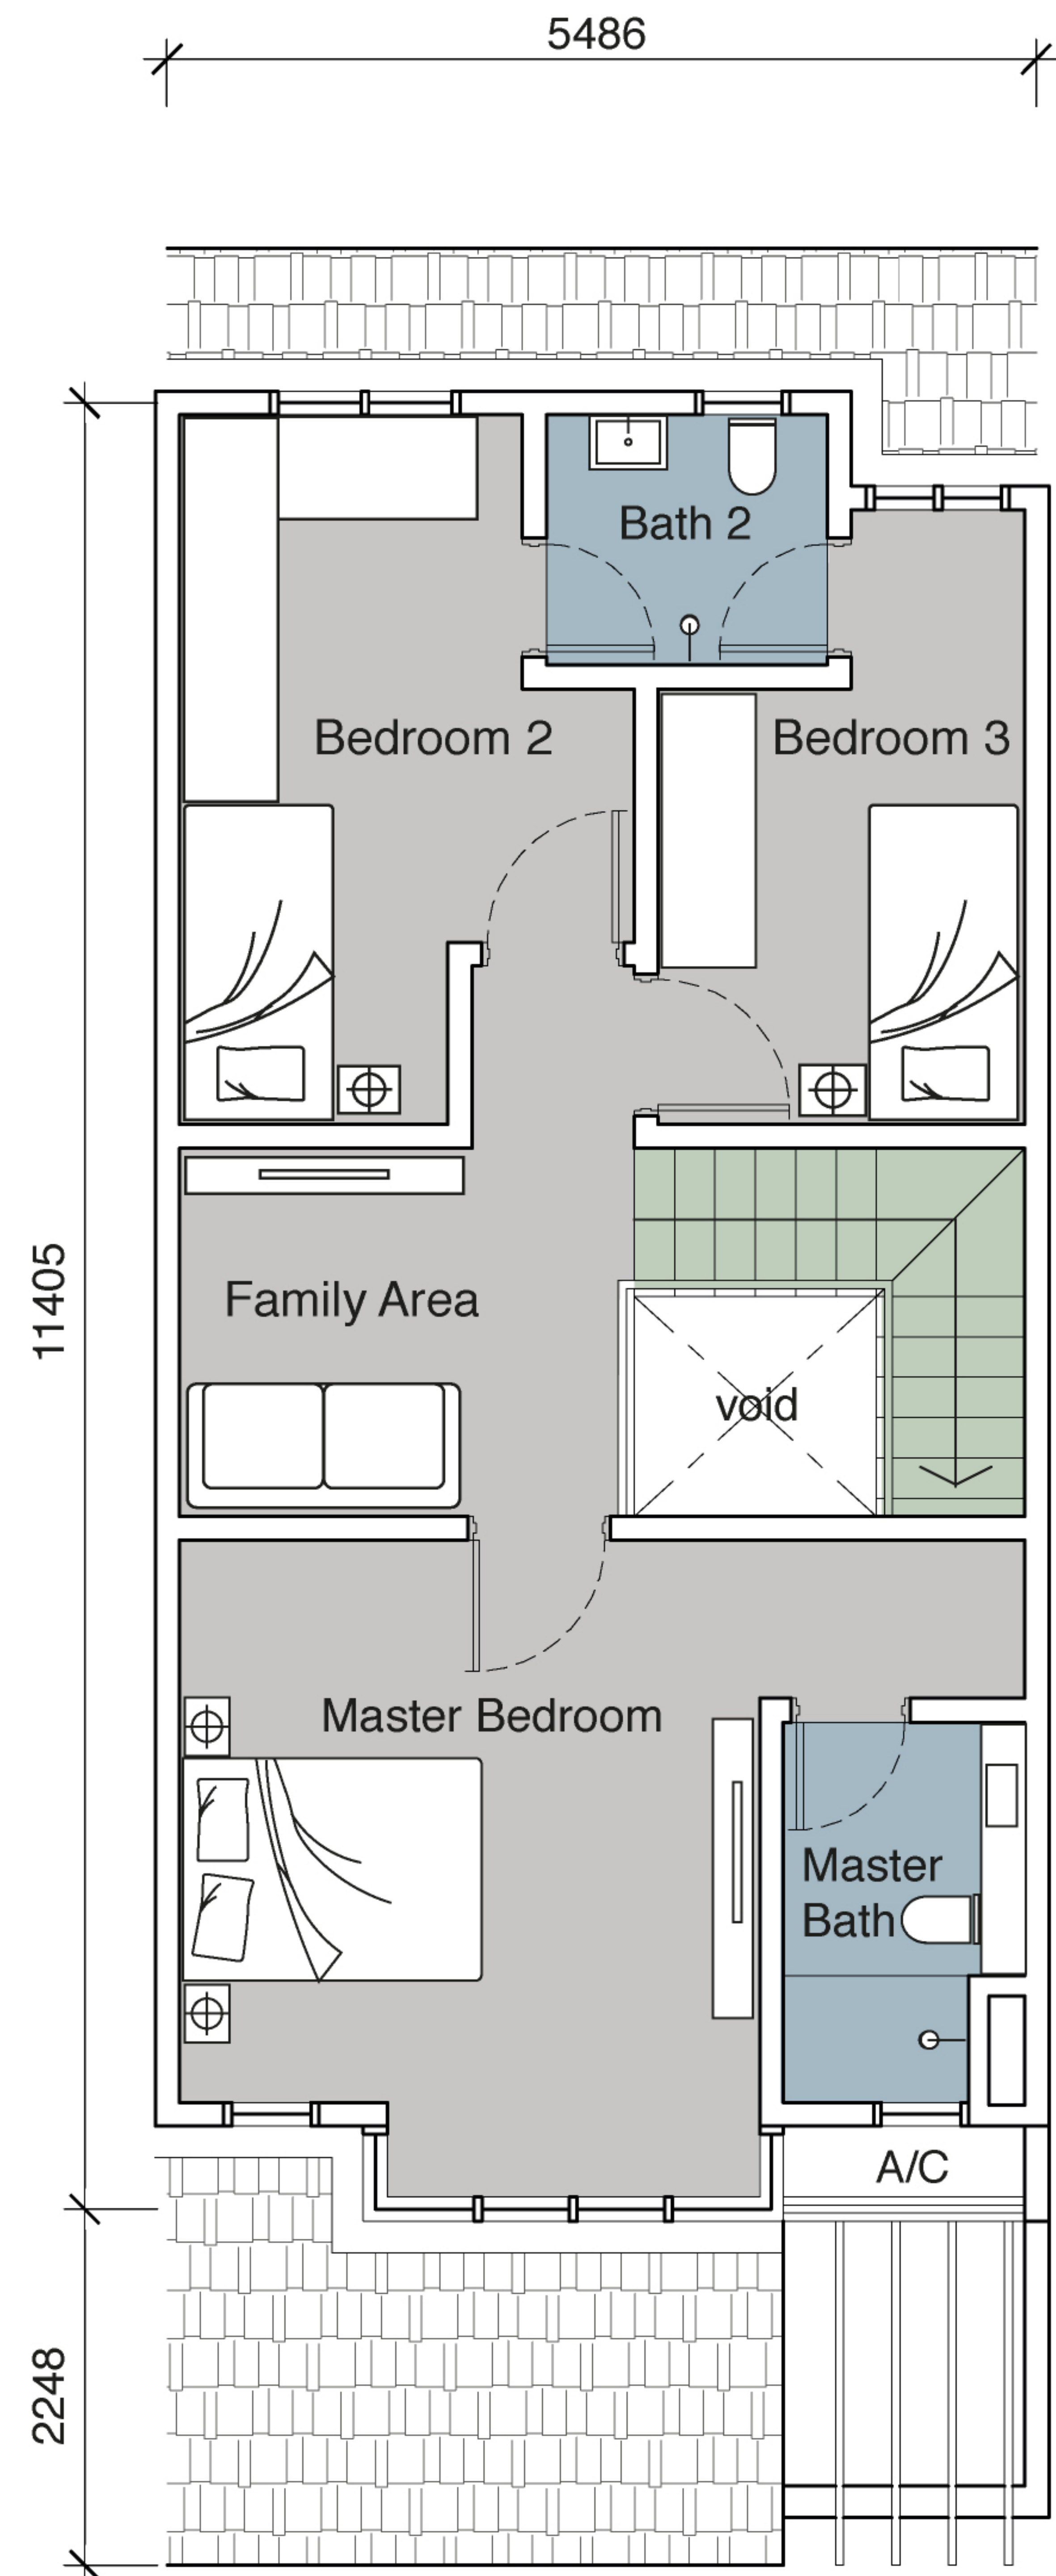 5486
Bath 2
Bedroom 2
Bedroom 3
11405
Family Area
void
Master Bedroom
Master
Bath
A/C
2248